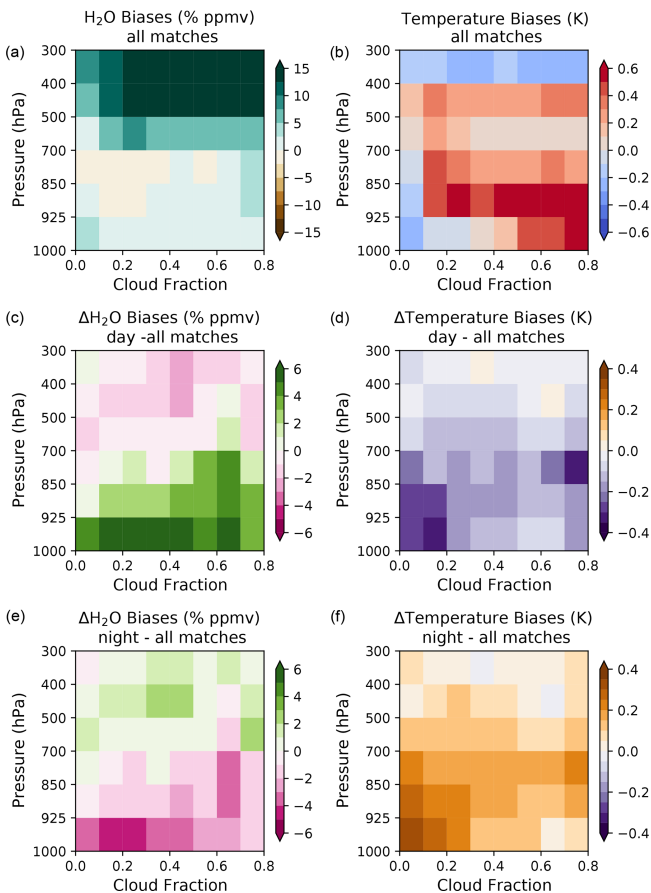 (a)
H₂O Biases (% ppmv)
all matches
300
400
500
700
850
925
1000
Pressure (hPa)
0.0 0.2 0.4 0.6 0.8
Cloud Fraction
15
10
5
0
−5
−10
−15
(b)
Temperature Biases (K)
all matches
300
400
500
700
850
925
1000
Pressure (hPa)
0.0 0.2 0.4 0.6 0.8
Cloud Fraction
0.6
0.4
0.2
0.0
−0.2
−0.4
−0.6
(c)
ΔH₂O Biases (% ppmv)
day -all matches
300
400
500
700
850
925
1000
Pressure (hPa)
0.0 0.2 0.4 0.6 0.8
Cloud Fraction
6
4
2
0
−2
−4
−6
(d)
ΔTemperature Biases (K)
day - all matches
300
400
500
700
850
925
1000
Pressure (hPa)
0.0 0.2 0.4 0.6 0.8
Cloud Fraction
0.4
0.2
0.0
−0.2
−0.4
(e)
ΔH₂O Biases (% ppmv)
night - all matches
300
400
500
700
850
925
1000
Pressure (hPa)
0.0 0.2 0.4 0.6 0.8
Cloud Fraction
6
4
2
0
−2
−4
−6
(f)
ΔTemperature Biases (K)
night - all matches
300
400
500
700
850
925
1000
Pressure (hPa)
0.0 0.2 0.4 0.6 0.8
Cloud Fraction
0.4
0.2
0.0
−0.2
−0.4